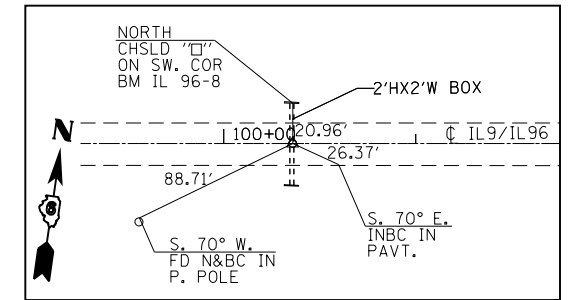 NORTH
CHSLD "□"
ON SW. COR
BM IL 96-8
2'HX2'W BOX
N
100+00
20.96'
℄ IL9/IL96
26.37'
88.71'
6
S. 70° W.
FD N&BC IN
P. POLE
S. 70° E.
INBC IN
PAVT.